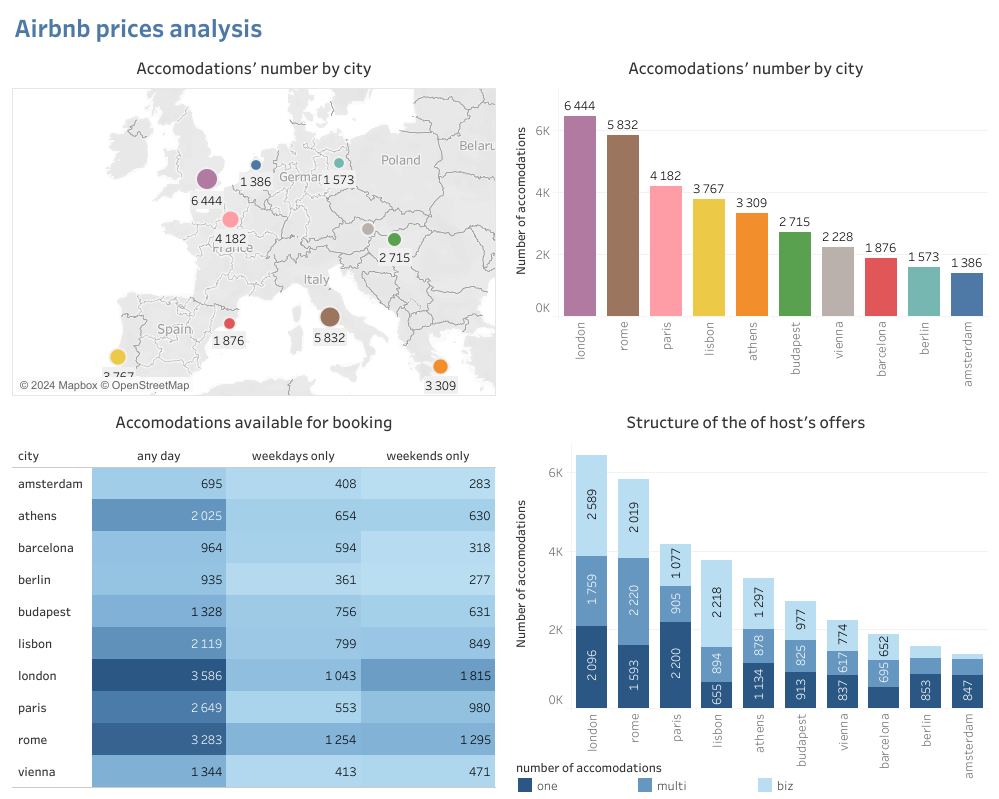 Airbnb prices analysis
Accomodations' number by city
Poland
Belaru
German
1 386
1 573
6 444
4 182
France
2 715
Italy
Spain
1 876
5 832
3 767
3 309
© 2024 Mapbox © OpenStreetMap
Accomodations' number by city
Number of accomodations
6K
4K
2K
0K
6 444
5 832
4 182
3 767
3 309
2 715
2 228
1 876
1 573
1 386
london
rome
paris
lisbon
athens
budapest
vienna
barcelona
berlin
amsterdam
Accomodations available for booking
city any day weekdays only weekends only
amsterdam 695 408 283
athens 2 025 654 630
barcelona 964 594 318
berlin 935 361 277
budapest 1 328 756 631
lisbon 2 119 799 849
london 3 586 1 043 1 815
paris 2 649 553 980
rome 3 283 1 254 1 295
vienna 1 344 413 471
Structure of the of host's offers
Number of accomodations
6K
4K
2K
0K
2 589
1 759
2 096
2 019
2 220
1 593
1 077
905
2 200
2 218
894
655
1 297
878
1 134
977
825
913
774
617
837
652
695
853
847
london
rome
paris
lisbon
athens
budapest
vienna
barcelona
berlin
amsterdam
number of accomodations
one multi biz